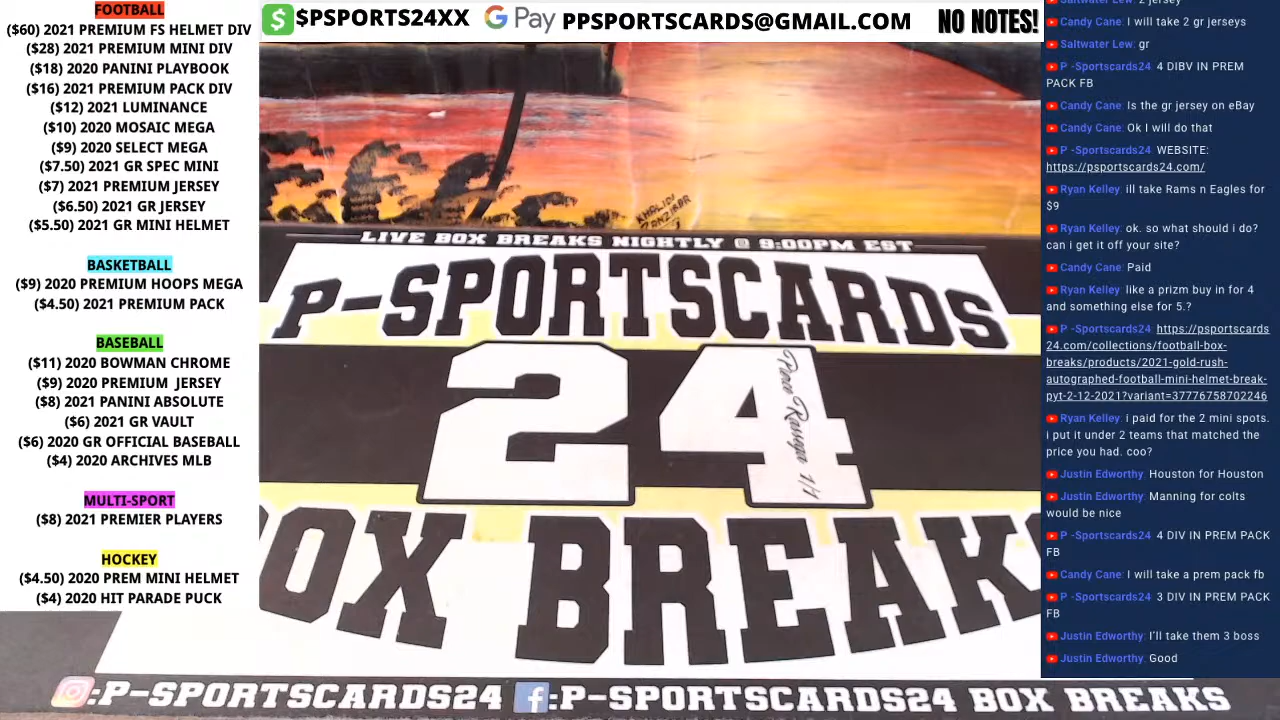 FOOTBALL
($60) 2021 PREMIUM FS HELMET DIV
($28) 2021 PREMIUM MINI DIV
($18) 2020 PANINI PLAYBOOK
($16) 2021 PREMIUM PACK DIV
($12) 2021 LUMINANCE
($10) 2020 MOSAIC MEGA
($9) 2020 SELECT MEGA
($7.50) 2021 GR SPEC MINI
($7) 2021 PREMIUM JERSEY
($6.50) 2021 GR JERSEY
($5.50) 2021 GR MINI HELMET
BASKETBALL
($9) 2020 PREMIUM HOOPS MEGA
($4.50) 2021 PREMIUM PACK
BASEBALL
($11) 2020 BOWMAN CHROME
($9) 2020 PREMIUM JERSEY
($8) 2021 PANINI ABSOLUTE
($6) 2021 GR VAULT
($6) 2020 GR OFFICIAL BASEBALL
($4) 2020 ARCHIVES MLB
MULTI-SPORT
($8) 2021 PREMIER PLAYERS
HOCKEY
($4.50) 2020 PREM MINI HELMET
($4) 2020 HIT PARADE PUCK
$PSPORTS24XX G Pay PPSPORTSCARDS@GMAIL.COM NO NOTES!
KHALIDI
ZANZIBAR
LIVE BOX BREAKS NIGHTLY @ 9:00PM EST
P-SPORTSCARDS
24
1/1
BOX BREAKS
:P-SPORTSCARDS24 :P-SPORTSCARDS24 BOX BREAKS
Saltwater Lew: 2 jersey
Candy Cane: I will take 2 gr jerseys
Saltwater Lew: gr
P -Sportscards24 4 DIBV IN PREM
PACK FB
Candy Cane: Is the gr jersey on eBay
Candy Cane: Ok I will do that
P -Sportscards24 WEBSITE:
https://psportscards24.com/
Ryan Kelley: ill take Rams n Eagles for
$9
Ryan Kelley: ok. so what should i do?
can i get it off your site?
Candy Cane: Paid
Ryan Kelley: like a prizm buy in for 4
and something else for 5.?
P -Sportscards24 https://psportscards
24.com/collections/football-box-
breaks/products/2021-gold-rush-
autographed-football-mini-helmet-break-
pyt-2-12-2021?variant=37776758702246
Ryan Kelley: i paid for the 2 mini spots.
i put it under 2 teams that matched the
price you had. coo?
Justin Edworthy: Houston for Houston
Justin Edworthy: Manning for colts
would be nice
P -Sportscards24 4 DIV IN PREM PACK
FB
Candy Cane: I will take a prem pack fb
P -Sportscards24 3 DIV IN PREM PACK
FB
Justin Edworthy: I'll take them 3 boss
Justin Edworthy: Good